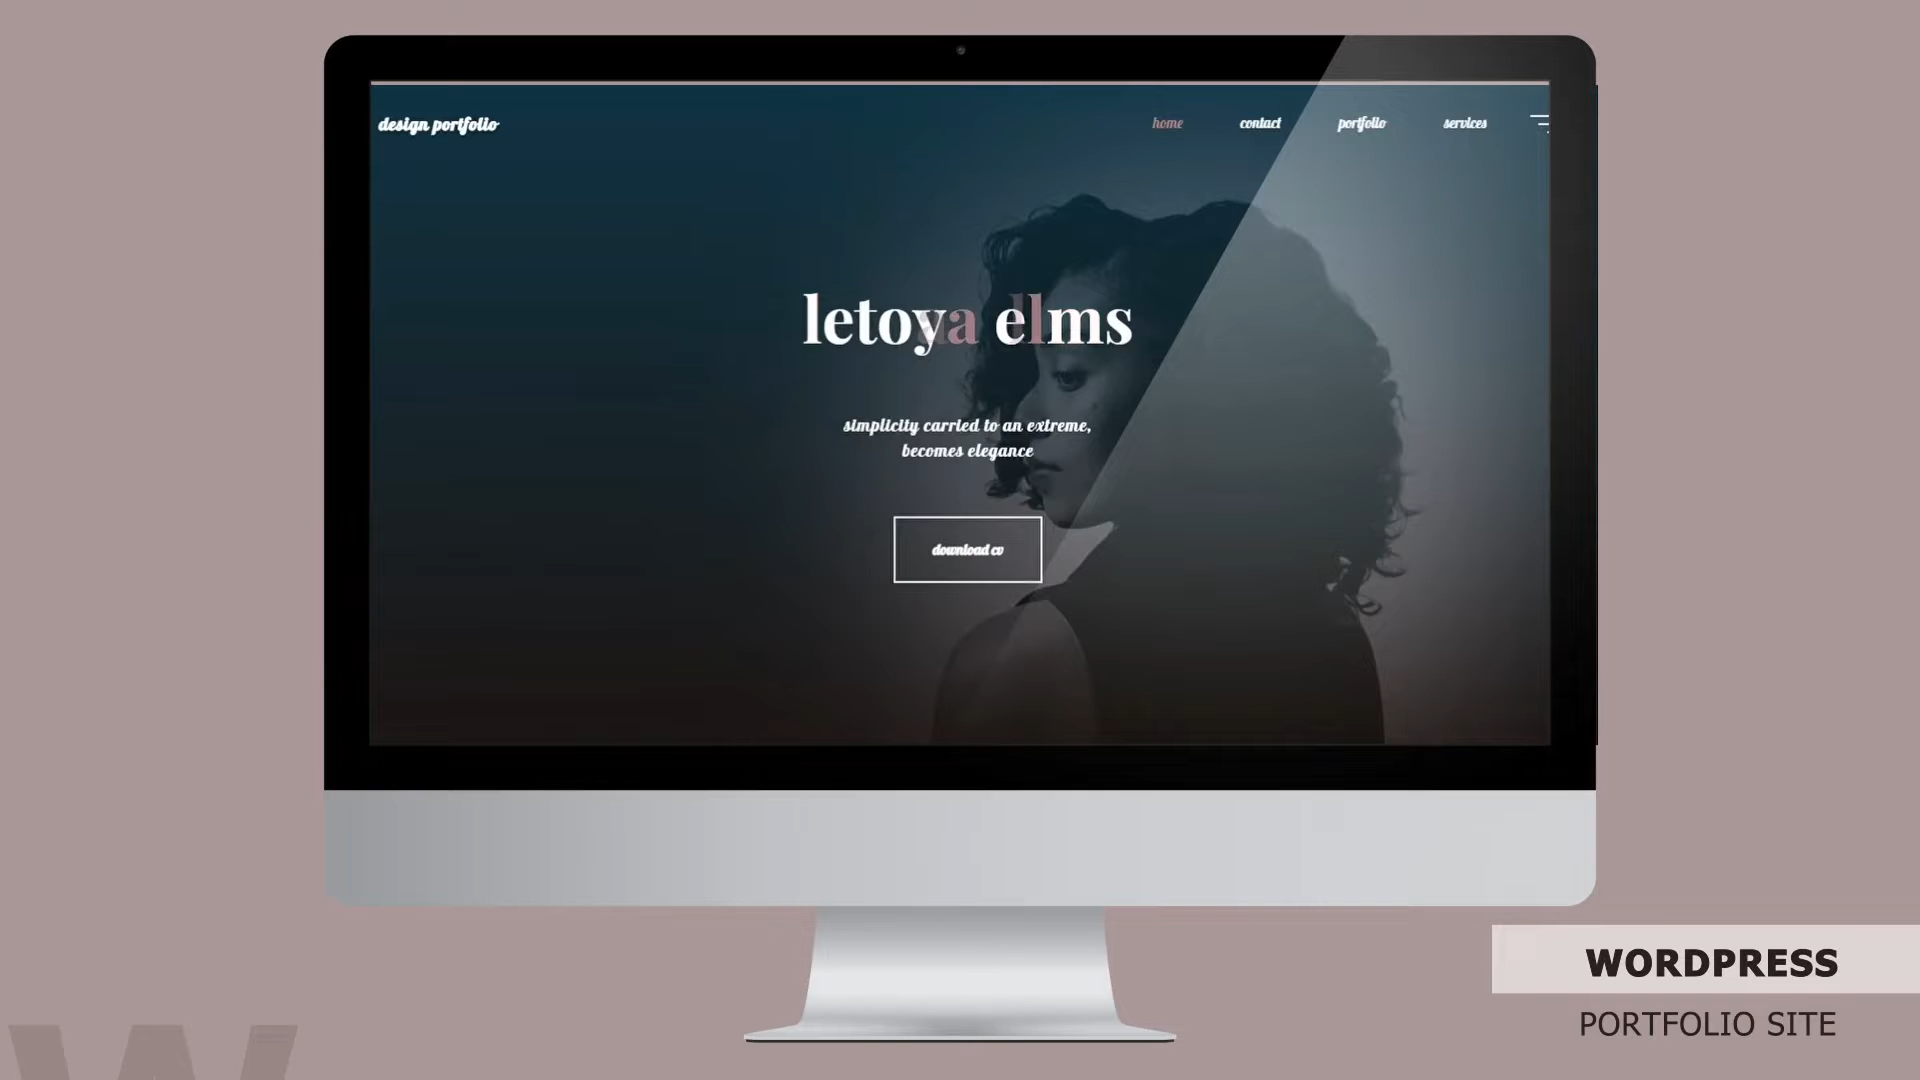 design portfolio
home contact portfolio services
letoya elms
simplicity carried to an extreme,
becomes elegance
download cv
WORDPRESS
PORTFOLIO SITE
W